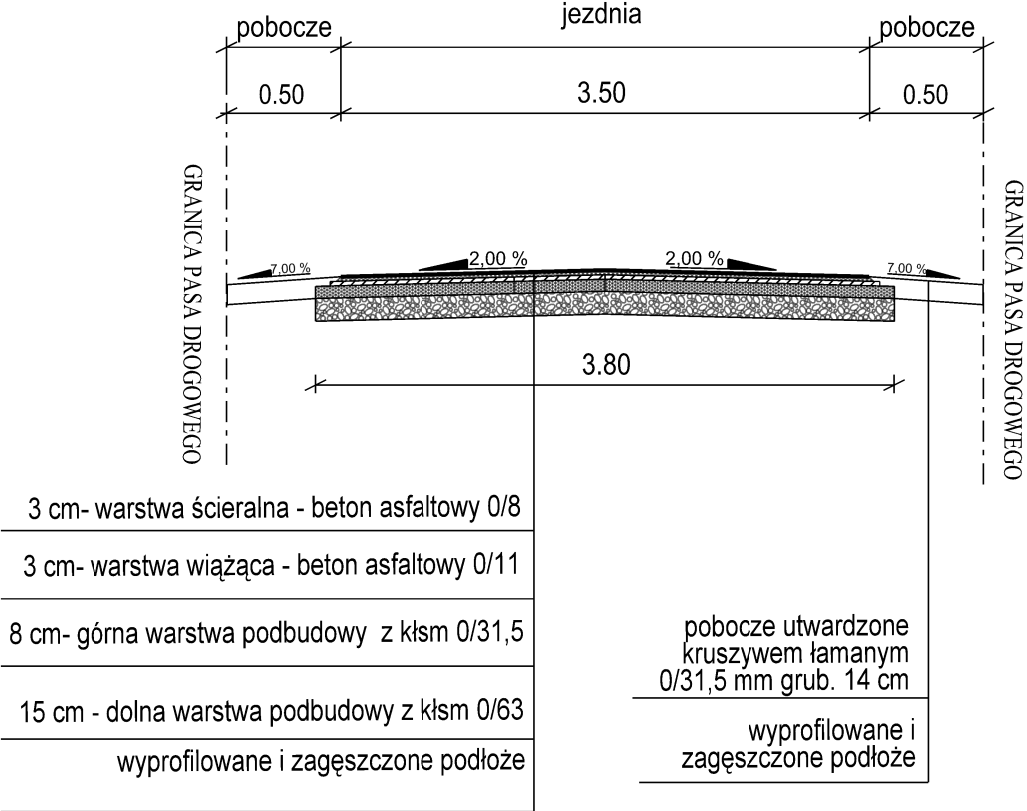 pobocze
jezdnia
pobocze
0.50
3.50
0.50
GRANICA PASA DROGOWEGO
GRANICA PASA DROGOWEGO
7,00 %
2,00 %
2,00 %
7,00 %
3.80
3 cm- warstwa ścieralna - beton asfaltowy 0/8
3 cm- warstwa wiążąca - beton asfaltowy 0/11
8 cm- górna warstwa podbudowy z kłsm 0/31,5
15 cm - dolna warstwa podbudowy z kłsm 0/63
wyprofilowane i zagęszczone podłoże
pobocze utwardzone
kruszywem łamanym
0/31,5 mm grub. 14 cm
wyprofilowane i
zagęszczone podłoże